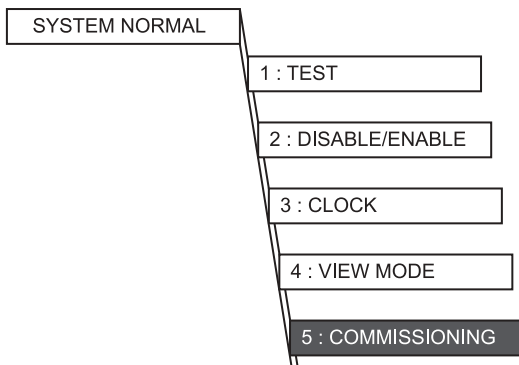 SYSTEM NORMAL
1 : TEST
2 : DISABLE/ENABLE
3 : CLOCK
4 : VIEW MODE
5 : COMMISSIONING